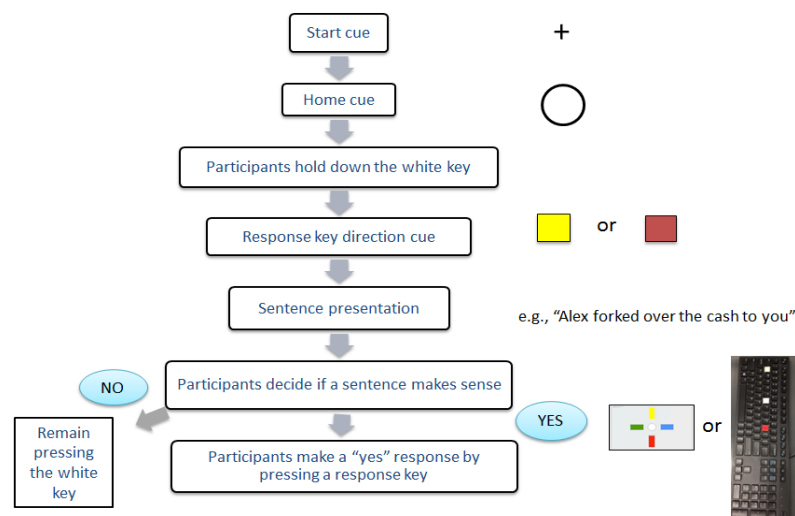 Start cue
+
Home cue
Participants hold down the white key
Response key direction cue
or
Sentence presentation
e.g., “Alex forked over the cash to you”
Participants decide if a sentence makes sense
NO
YES
or
Remain
pressing
the white
key
Participants make a “yes” response by
pressing a response key